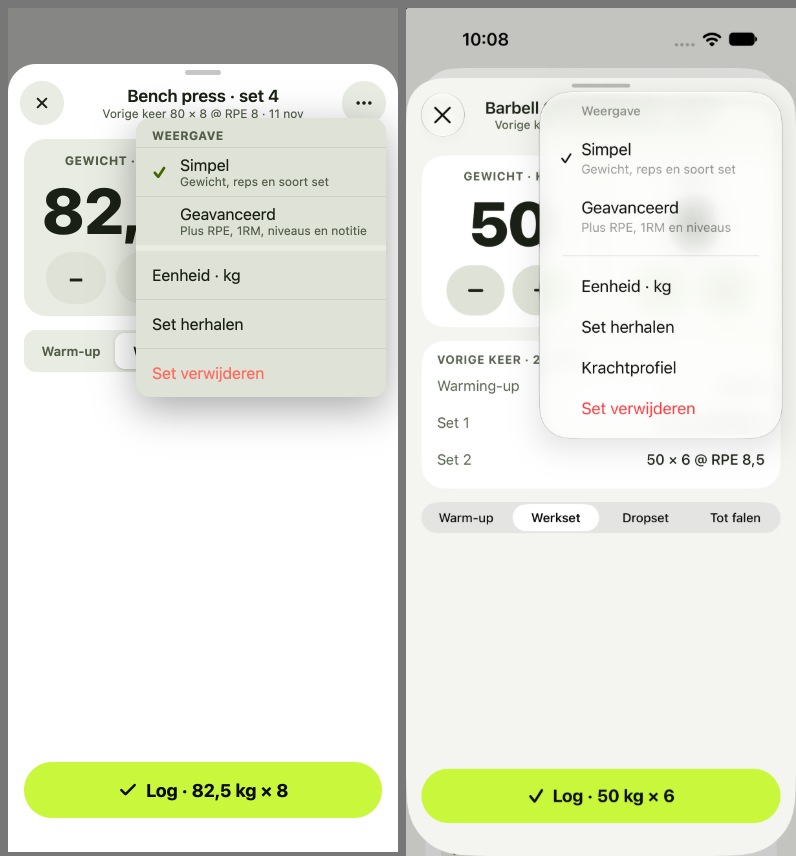 Bench press · set 4
Vorige keer 80 × 8 @ RPE 8 · 11 nov
WEERGAVE
GEWICHT ·
Simpel
Gewicht, reps en soort set
82,
Geavanceerd
Plus RPE, 1RM, niveaus en notitie
Eenheid · kg
Set herhalen
Warm-up
Set verwijderen
Log · 82,5 kg × 8
10:08
Barbell
Vorige k
Weergave
Simpel
Gewicht, reps en soort set
GEWICHT ·
50
Geavanceerd
Plus RPE, 1RM en niveaus
Eenheid · kg
Set herhalen
VORIGE KEER · 2
Krachtprofiel
Warming-up
Set verwijderen
Set 1
Set 2 50 × 6 @ RPE 8,5
Warm-up Werkset Dropset Tot falen
Log · 50 kg × 6